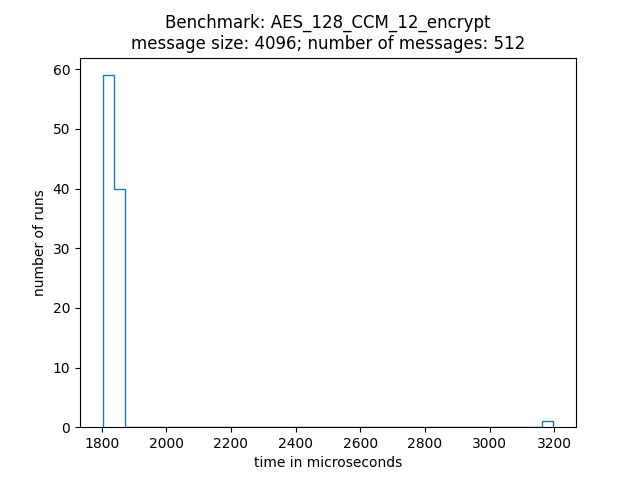 Benchmark: AES_128_CCM_12_encrypt
message size: 4096; number of messages: 512
60
50
40
30
20
10
0
number of runs
1800 2000 2200 2400 2600 2800 3000 3200
time in microseconds